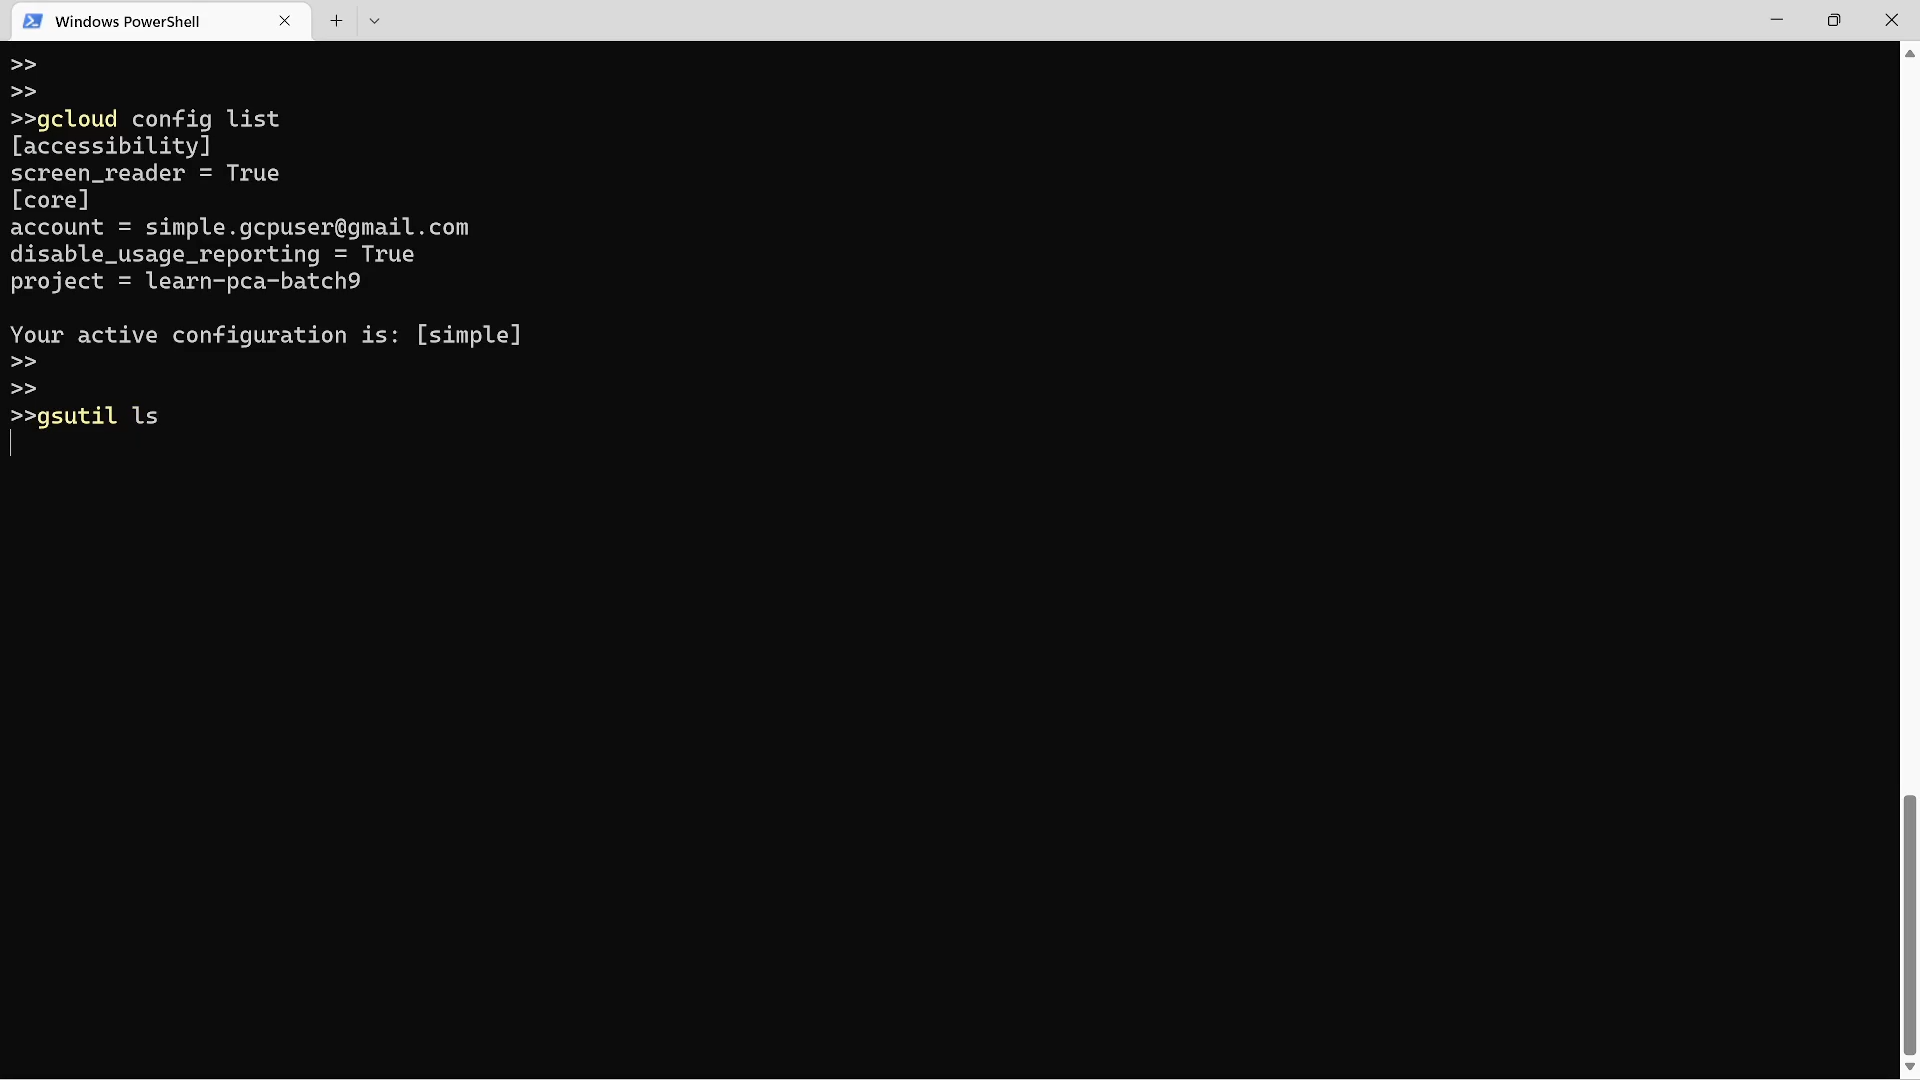 Windows PowerShell
>>
>>
>>gcloud config list
[accessibility]
screen_reader = True
[core]
account = simple.gcpuser@gmail.com
disable_usage_reporting = True
project = learn-pca-batch9
Your active configuration is: [simple]
>>
>>
>>gsutil ls